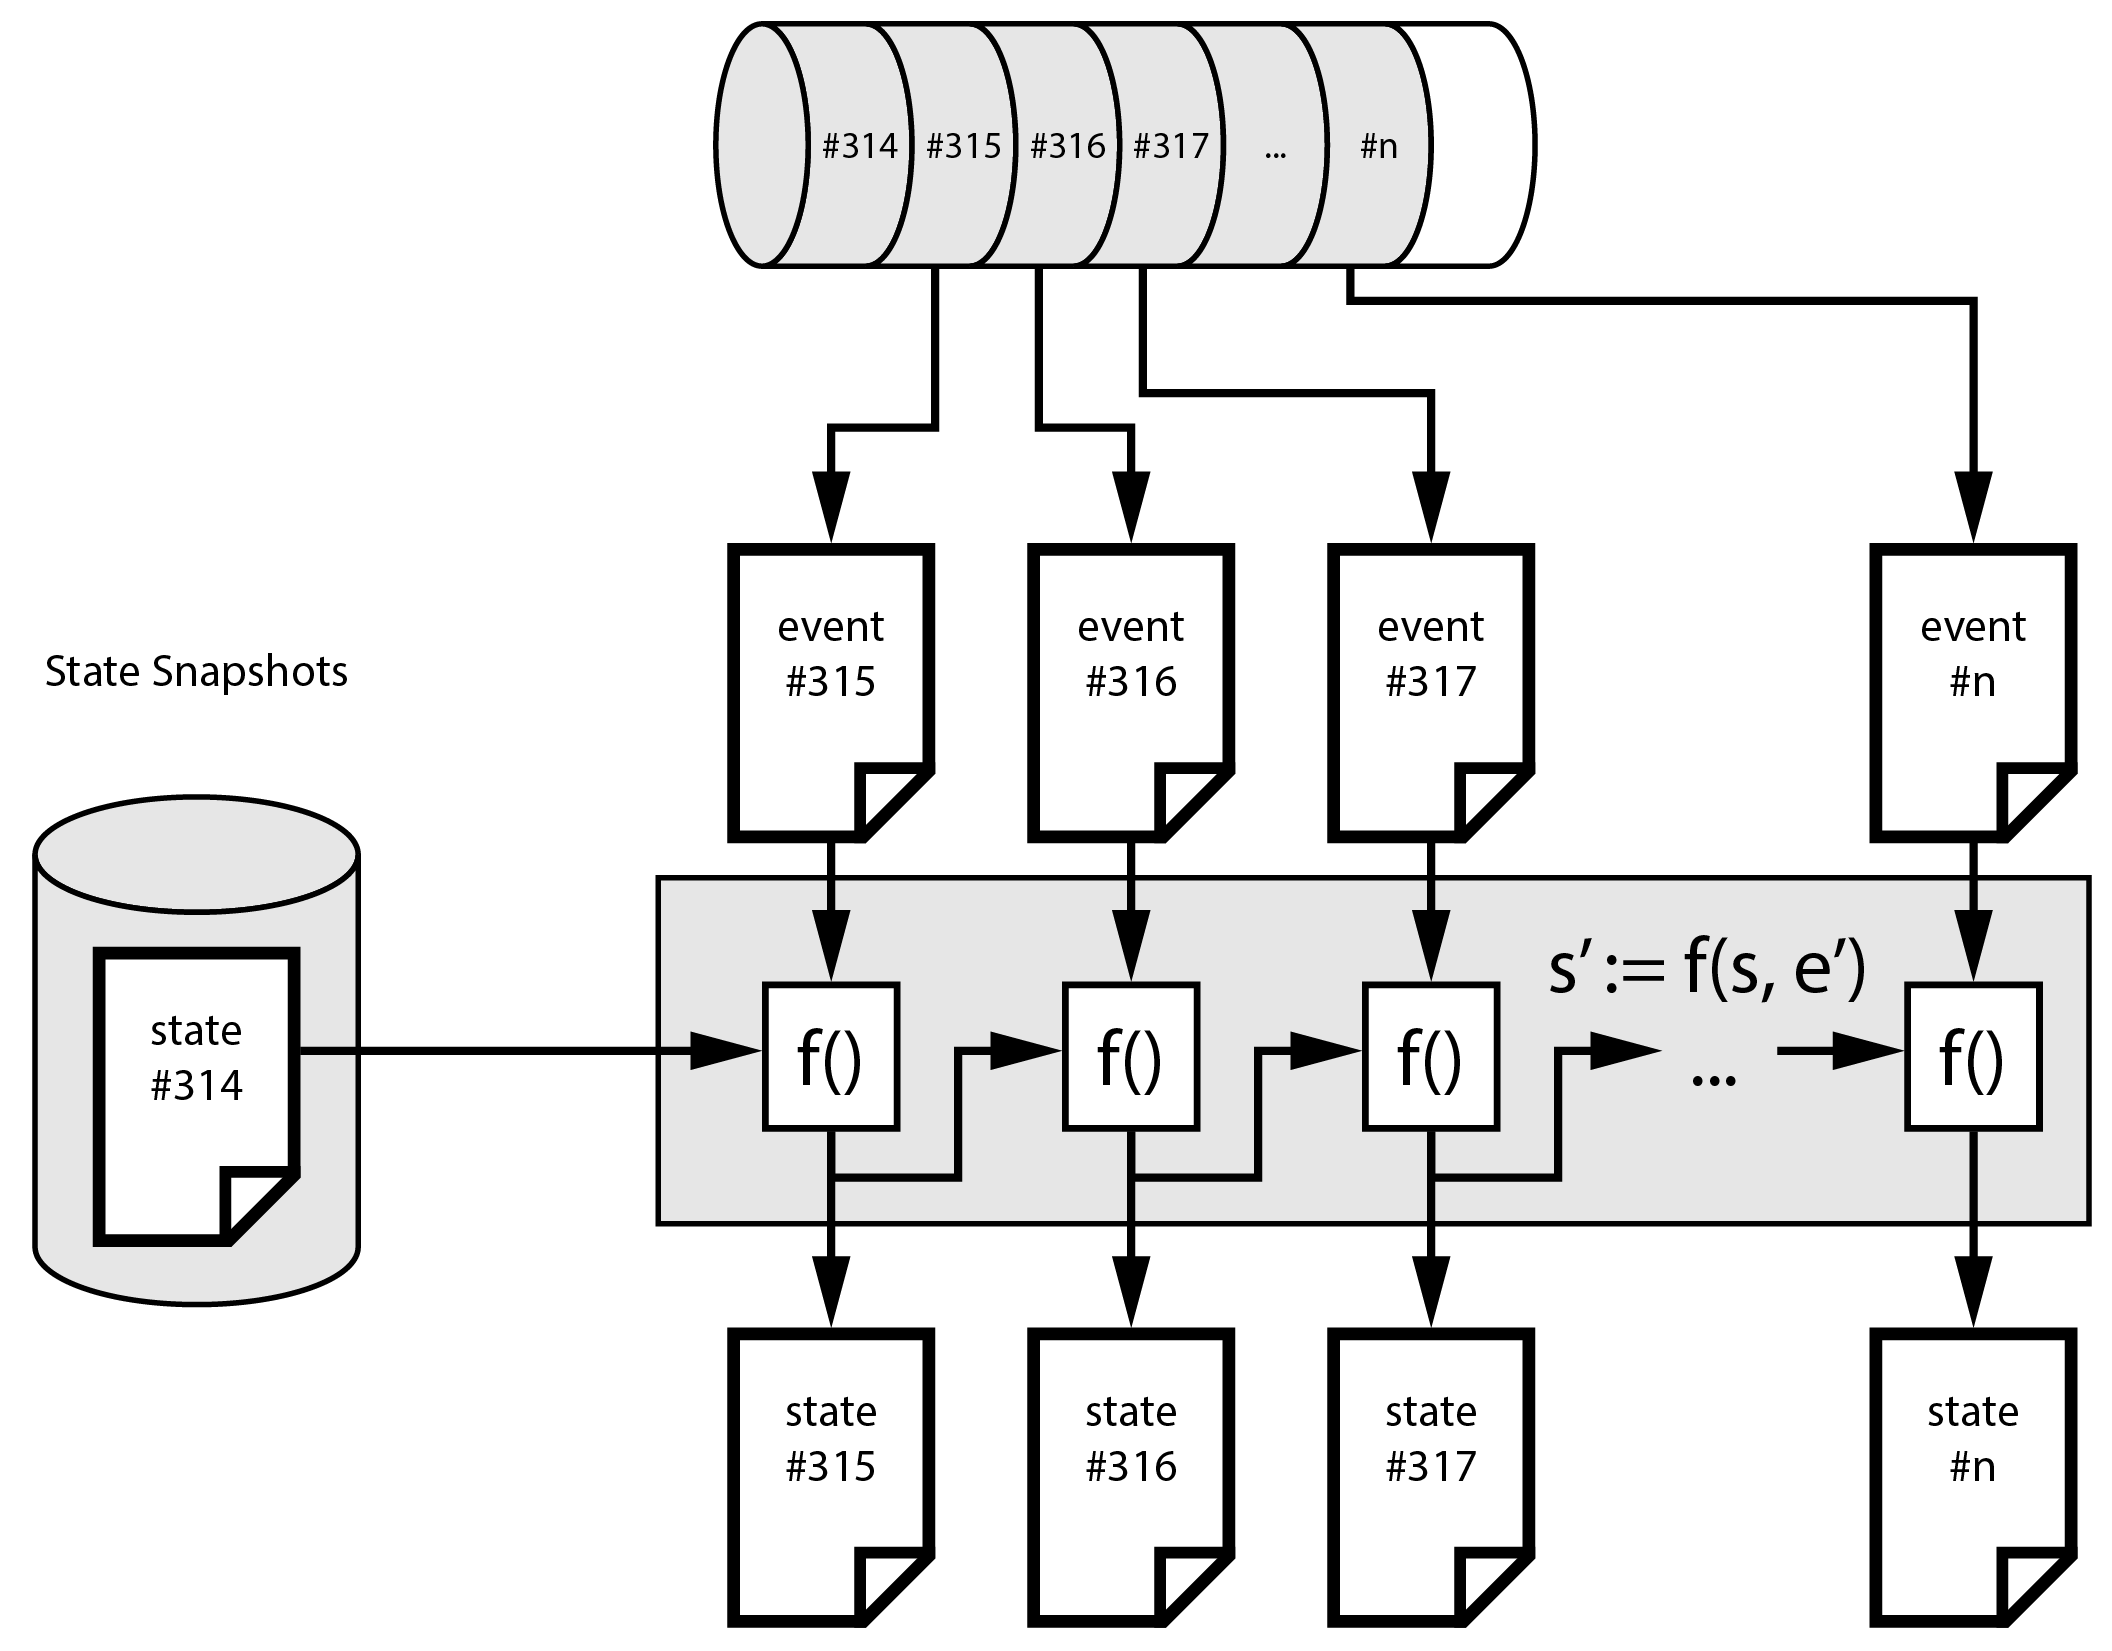 #314 #315 #316 #317 ... #n
event
#315
event
#316
event
#317
event
#n
State Snapshots
state
#314
s’ := f(s, e’)
f() f() f() ... f()
state
#315
state
#316
state
#317
state
#n